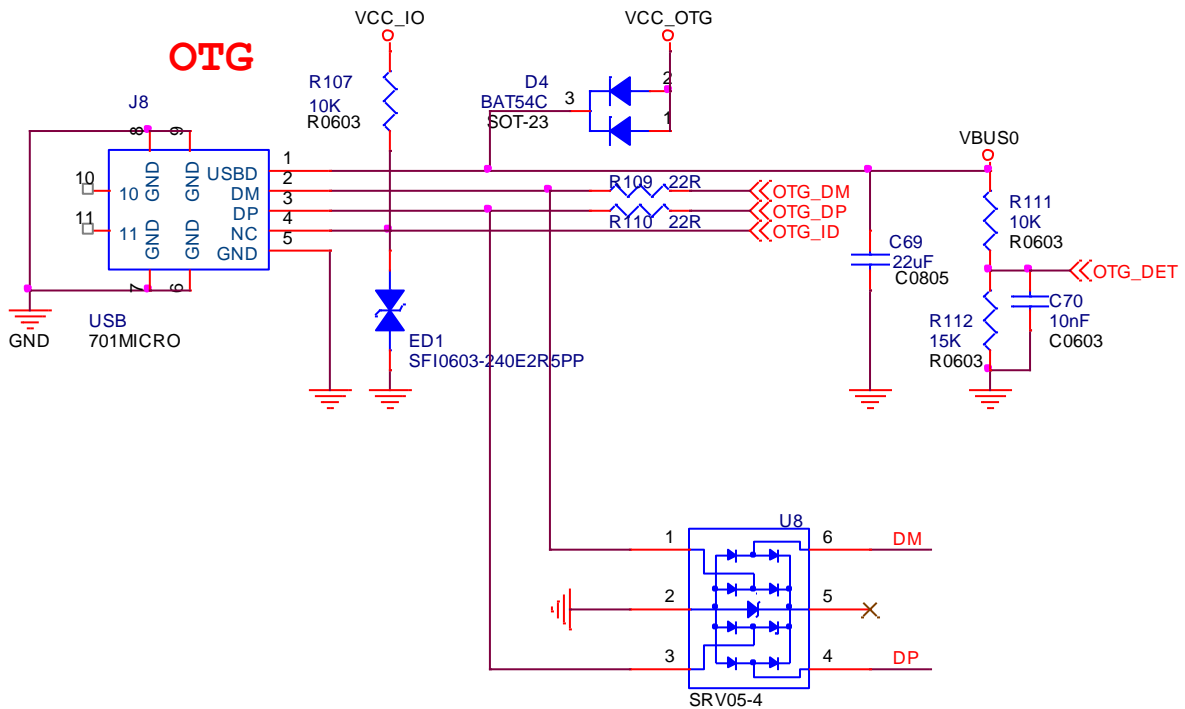 VCC_IO
VCC_OTG
OTG
R107
10K
R0603
D4
BAT54C
SOT-23
3
2
1
J8
8
9
VBUS0
10
11
10
11
GND
GND
GND
GND
USBD
DM
DP
NC
GND
1
2
3
4
5
7
6
R109
22R
R110
22R
OTG_DM
OTG_DP
OTG_ID
R111
10K
R0603
C69
22uF
C0805
OTG_DET
C70
10nF
C0603
R112
15K
R0603
GND
USB
701MICRO
ED1
SFI0603-240E2R5PP
U8
1
6
DM
2
5
3
4
DP
SRV05-4